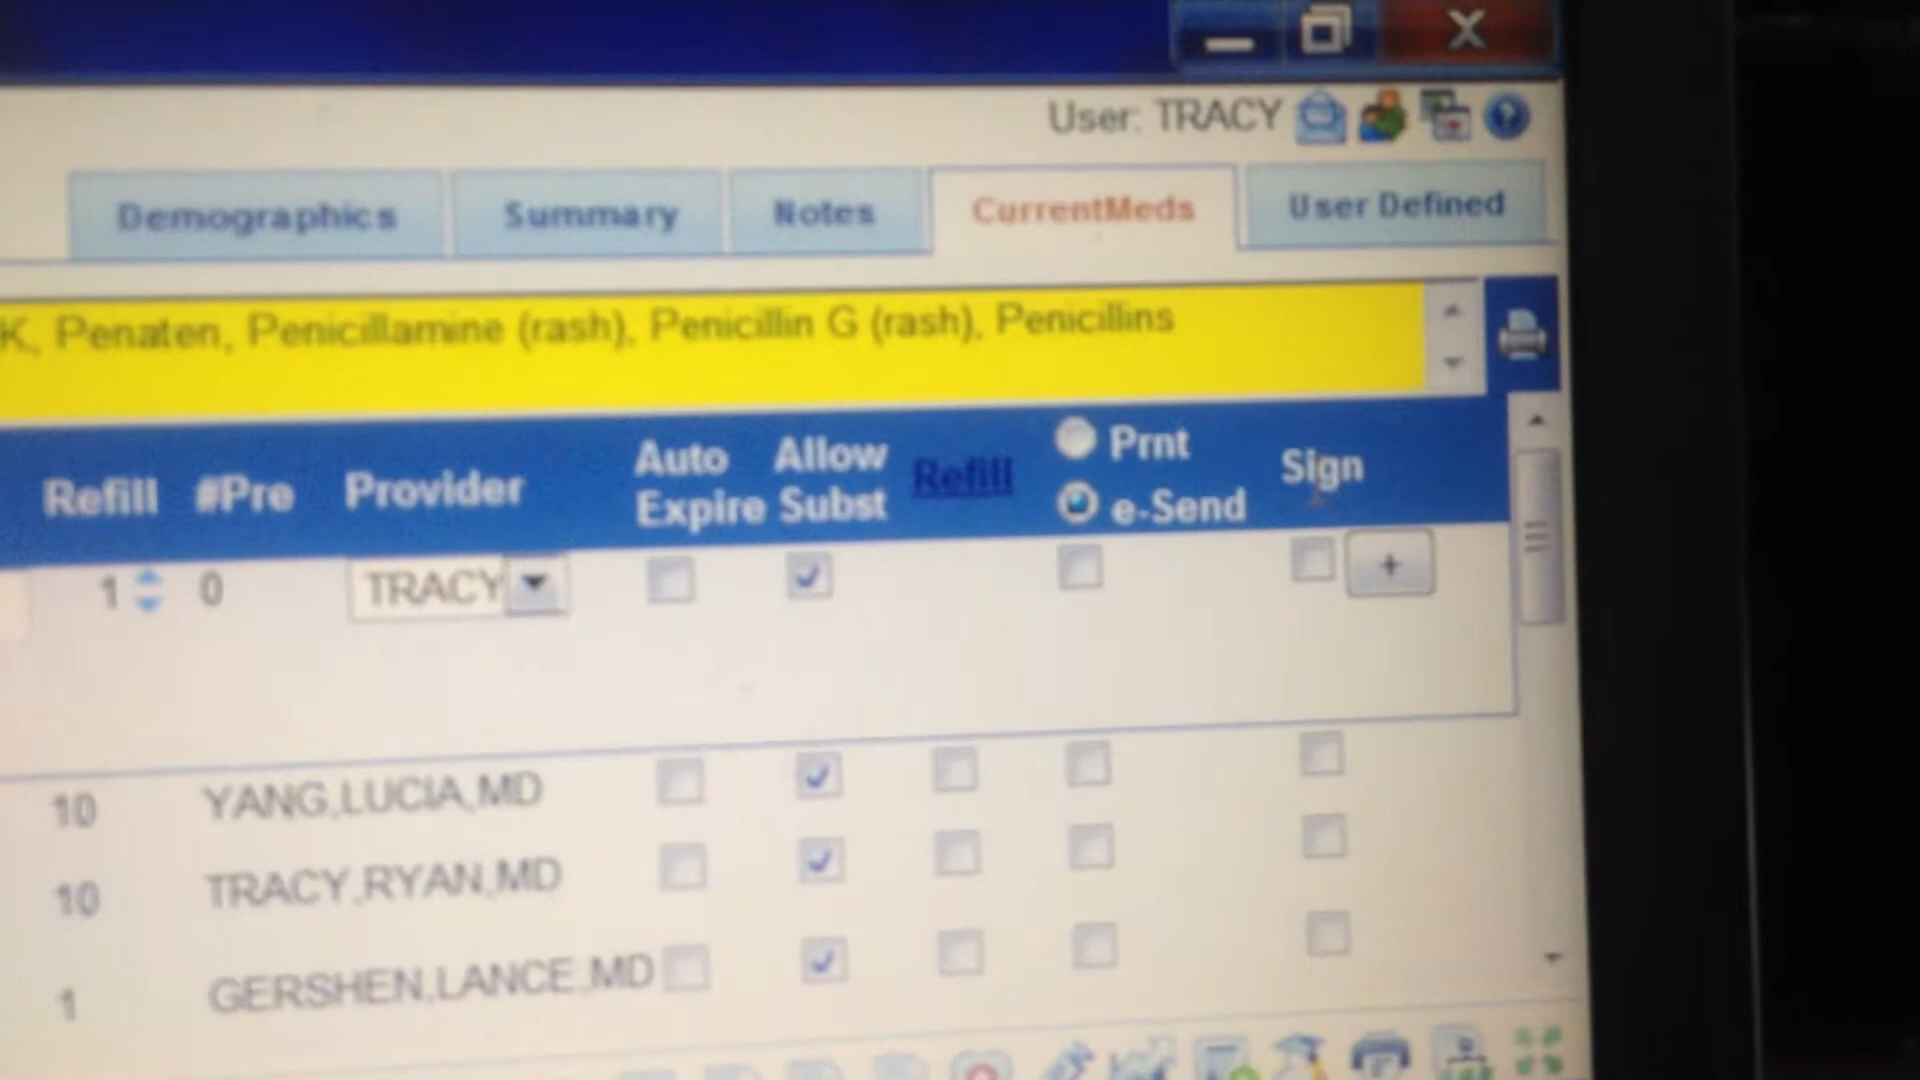 User: TRACY
Demographics Summary Notes CurrentMeds User Defined
K, Penaten, Penicillamine (rash), Penicillin G (rash), Penicillins
Refill #Pre Provider Auto Expire Allow Subst Refill Prnt e-Send Sign
1 0 TRACY +
10 YANG,LUCIA,MD
10 TRACY,RYAN,MD
1 GERSHEN,LANCE,MD